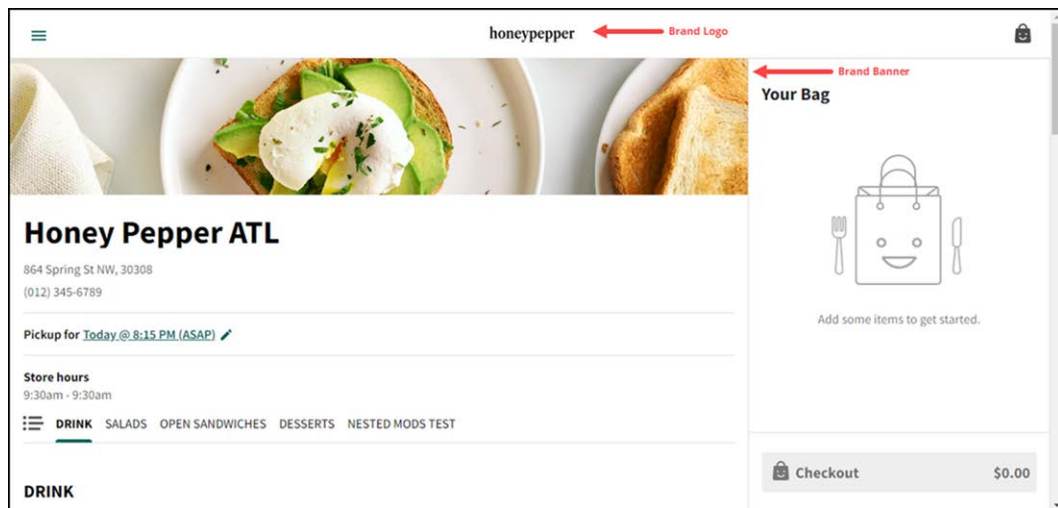 honeypepper
Brand Logo
Brand Banner
Your Bag
Honey Pepper ATL
864 Spring St NW, 30308
(012) 345-6789
Pickup for Today @ 8:15 PM (ASAP)
Add some items to get started.
Store hours
9:30am - 9:30am
DRINK SALADS OPEN SANDWICHES DESSERTS NESTED MODS TEST
Checkout $0.00
DRINK